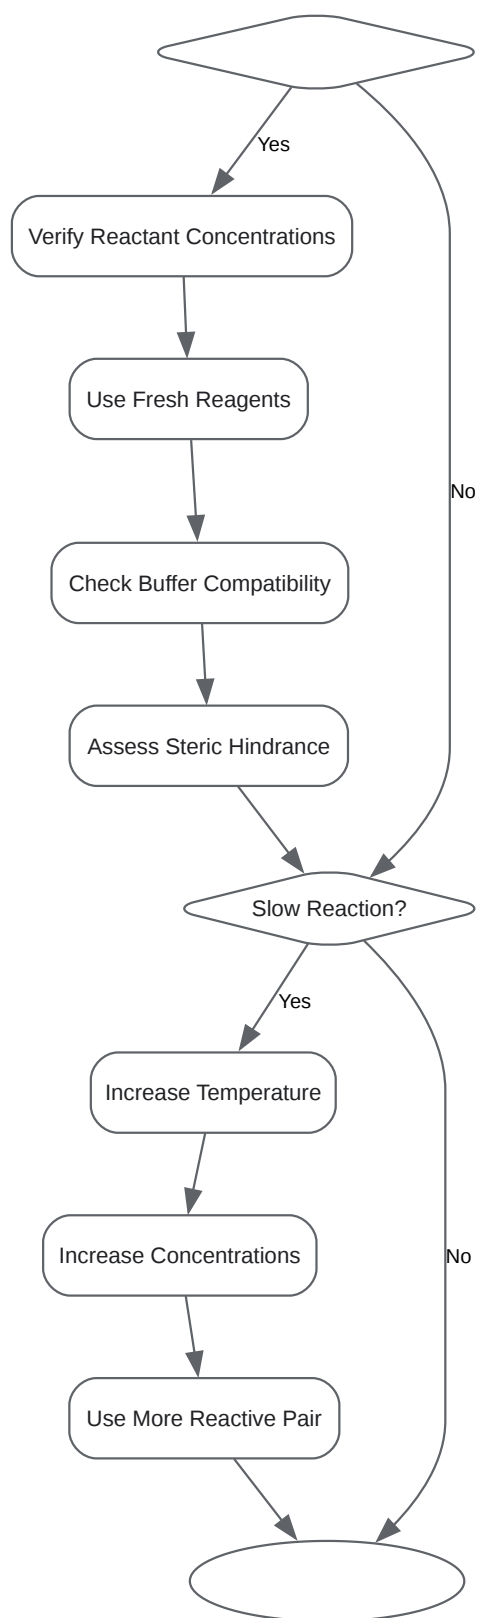 Yes
Verify Reactant Concentrations
Use Fresh Reagents
No
Check Buffer Compatibility
Assess Steric Hindrance
Slow Reaction?
Yes
Increase Temperature
Increase Concentrations
No
Use More Reactive Pair